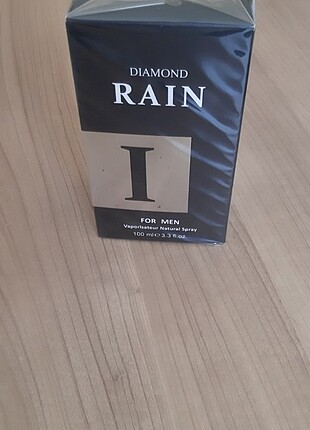 DIAMOND
RAIN
I
FOR MEN
Vaporisateur Natural Spray
100 ml ℮ 3.3 fl.oz